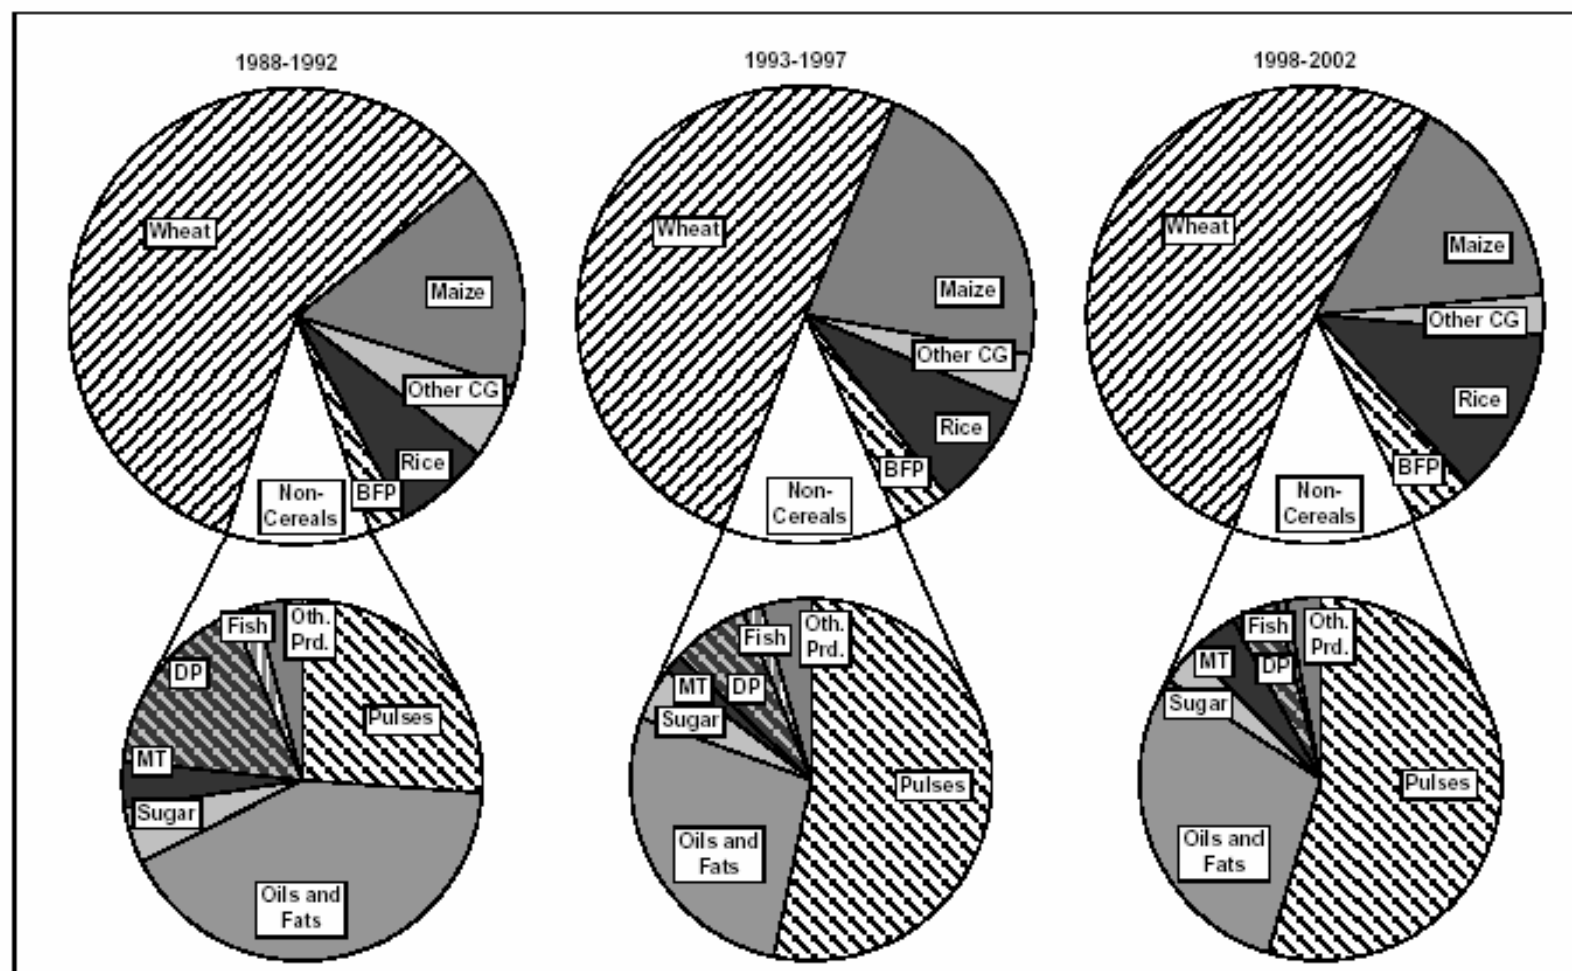 1988-1992
1993-1997
1998-2002
Wheat
Maize
Other CG
Rice
BFP
Non-
Cereals
Wheat
Maize
Other CG
Rice
BFP
Non-
Cereals
Wheat
Maize
Other CG
Rice
BFP
Non-
Cereals
Fish
Oth.
Prd.
DP
Pulses
MT
Sugar
Oils and
Fats
Fish
Oth.
Prd.
MT
DP
Sugar
Pulses
Oils and
Fats
Fish
Oth.
Prd.
MT
DP
Sugar
Pulses
Oils and
Fats